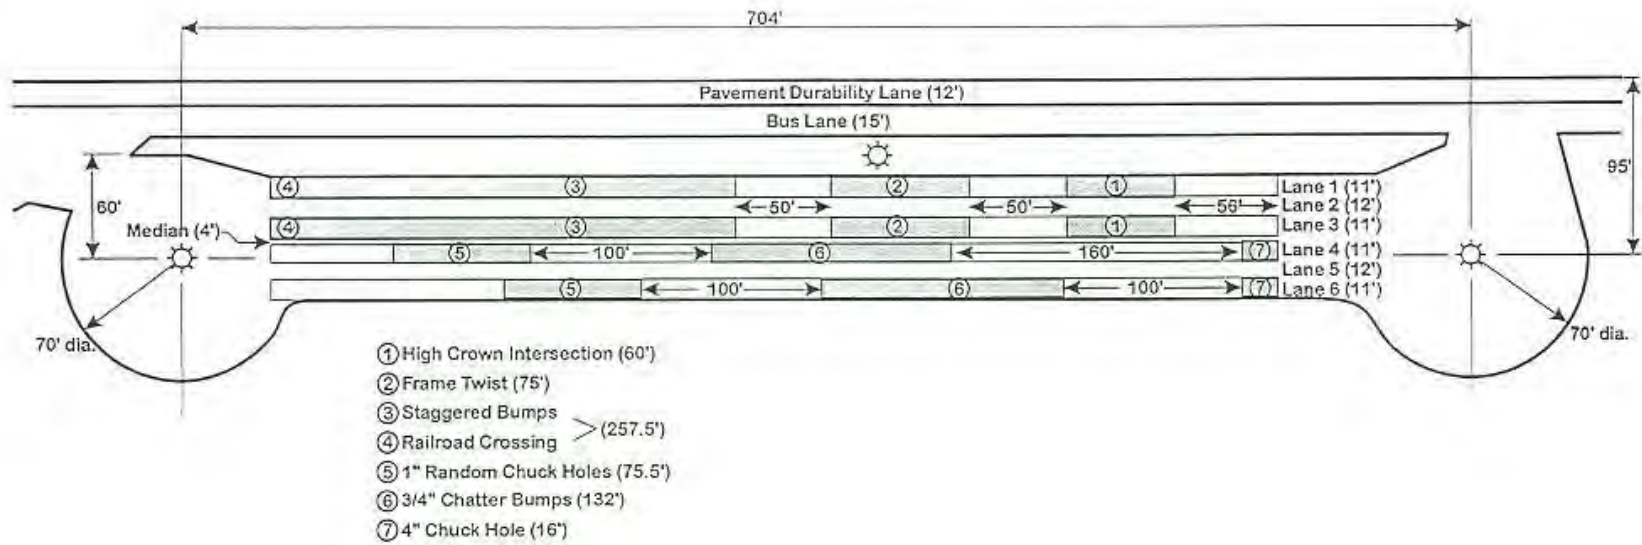 704'
Pavement Durability Lane (12')
Bus Lane (15')
95'
60'
④ ③ ② ① Lane 1 (11')
50' 50' 56' Lane 2 (12')
④ ③ ② ① Lane 3 (11')
Median (4')
⑤ 100' ⑥ 160' ⑦ Lane 4 (11')
Lane 5 (12')
⑤ 100' ⑥ 100' ⑦ Lane 6 (11')
70' dia.
70' dia.
① High Crown Intersection (60')
② Frame Twist (75')
③ Staggered Bumps
④ Railroad Crossing
(257.5')
⑤ 1" Random Chuck Holes (75.5')
⑥ 3/4" Chatter Bumps (132')
⑦ 4" Chuck Hole (16')